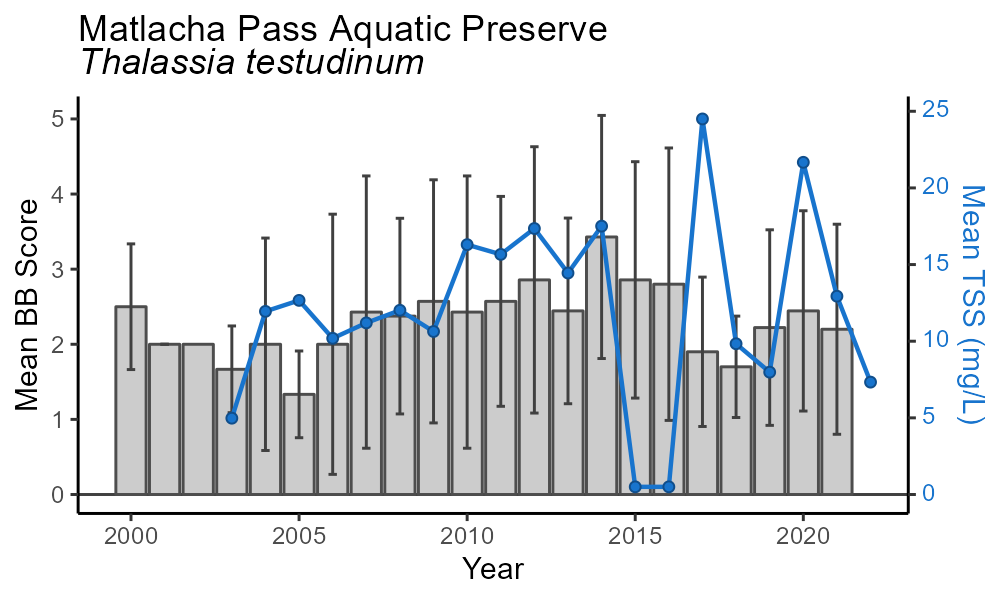 Matlacha Pass Aquatic Preserve
Thalassia testudinum
Mean BB Score
5
4
3
2
1
0
25
20
15
10
5
0
Mean TSS (mg/L)
2000 2005 2010 2015 2020
Year